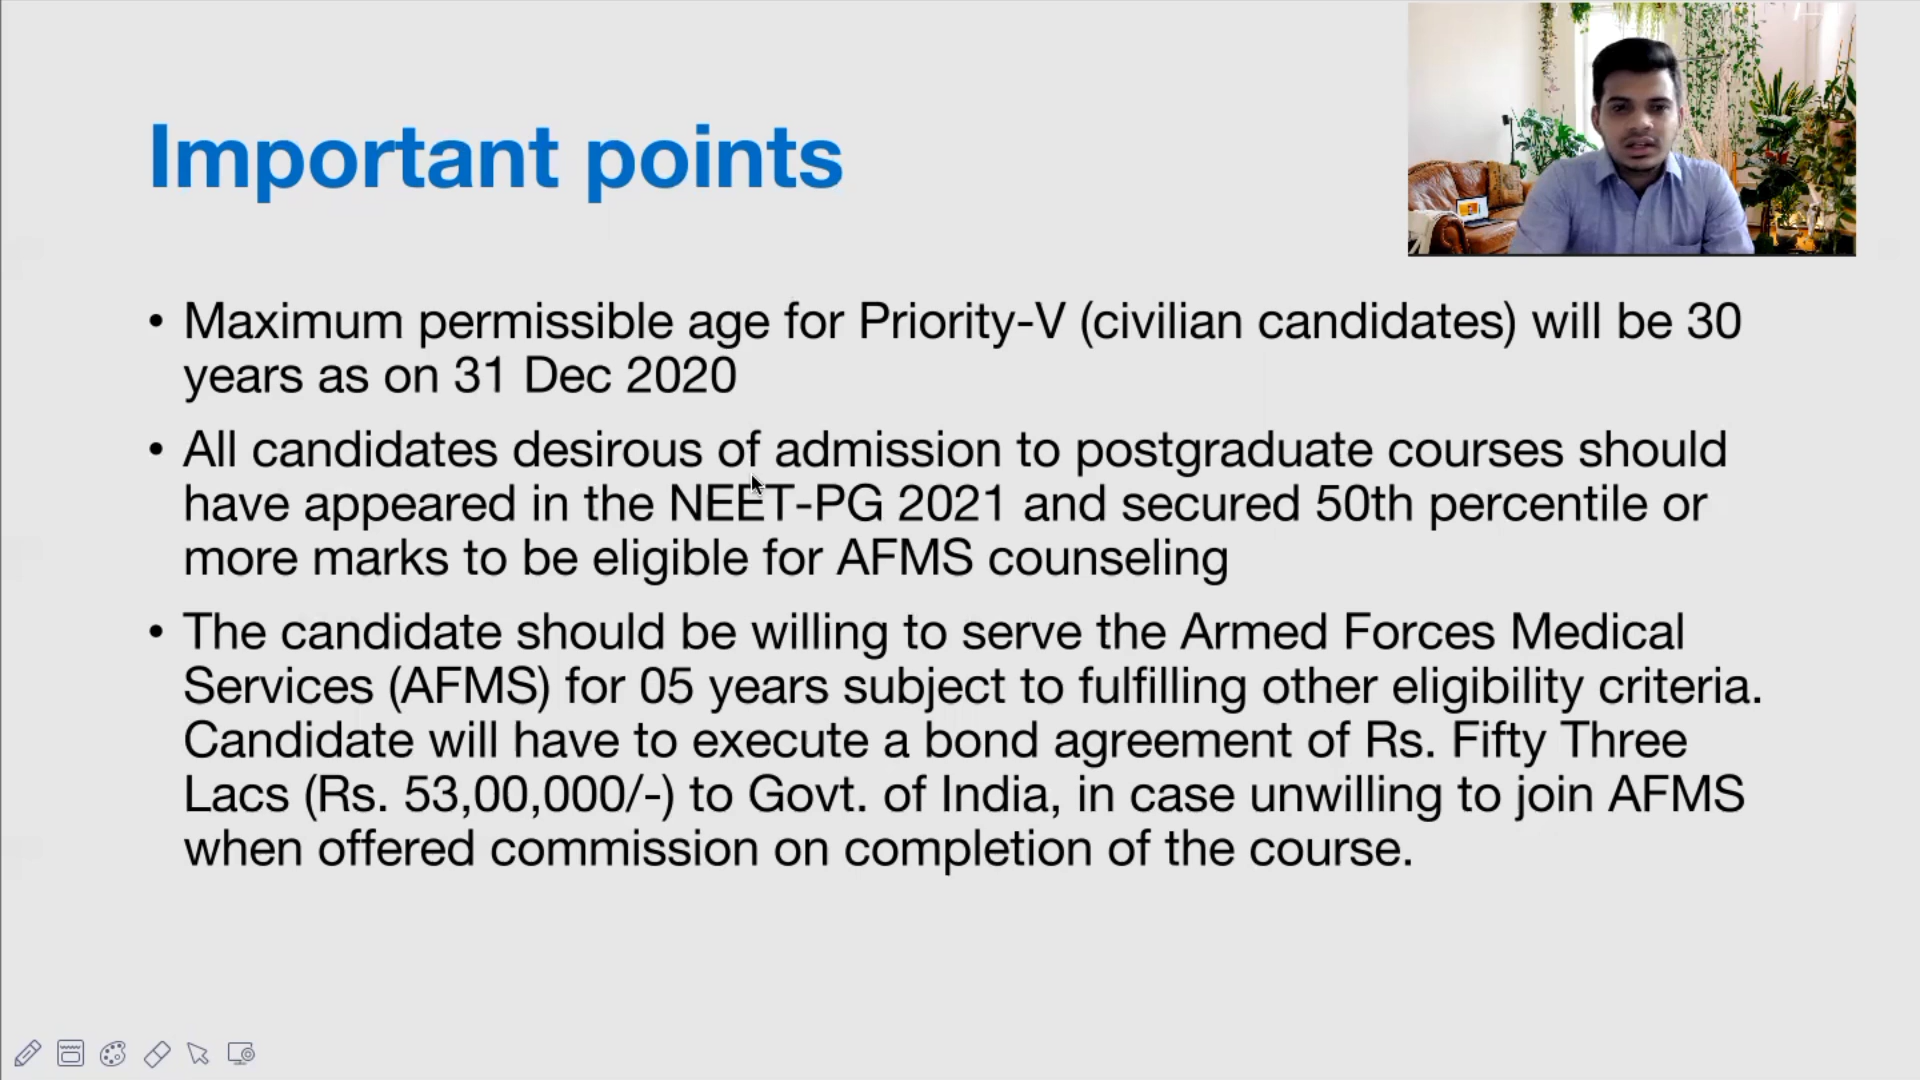 Important points
• Maximum permissible age for Priority-V (civilian candidates) will be 30
years as on 31 Dec 2020
• All candidates desirous of admission to postgraduate courses should
have appeared in the NEET-PG 2021 and secured 50th percentile or
more marks to be eligible for AFMS counseling
• The candidate should be willing to serve the Armed Forces Medical
Services (AFMS) for 05 years subject to fulfilling other eligibility criteria.
Candidate will have to execute a bond agreement of Rs. Fifty Three
Lacs (Rs. 53,00,000/-) to Govt. of India, in case unwilling to join AFMS
when offered commission on completion of the course.